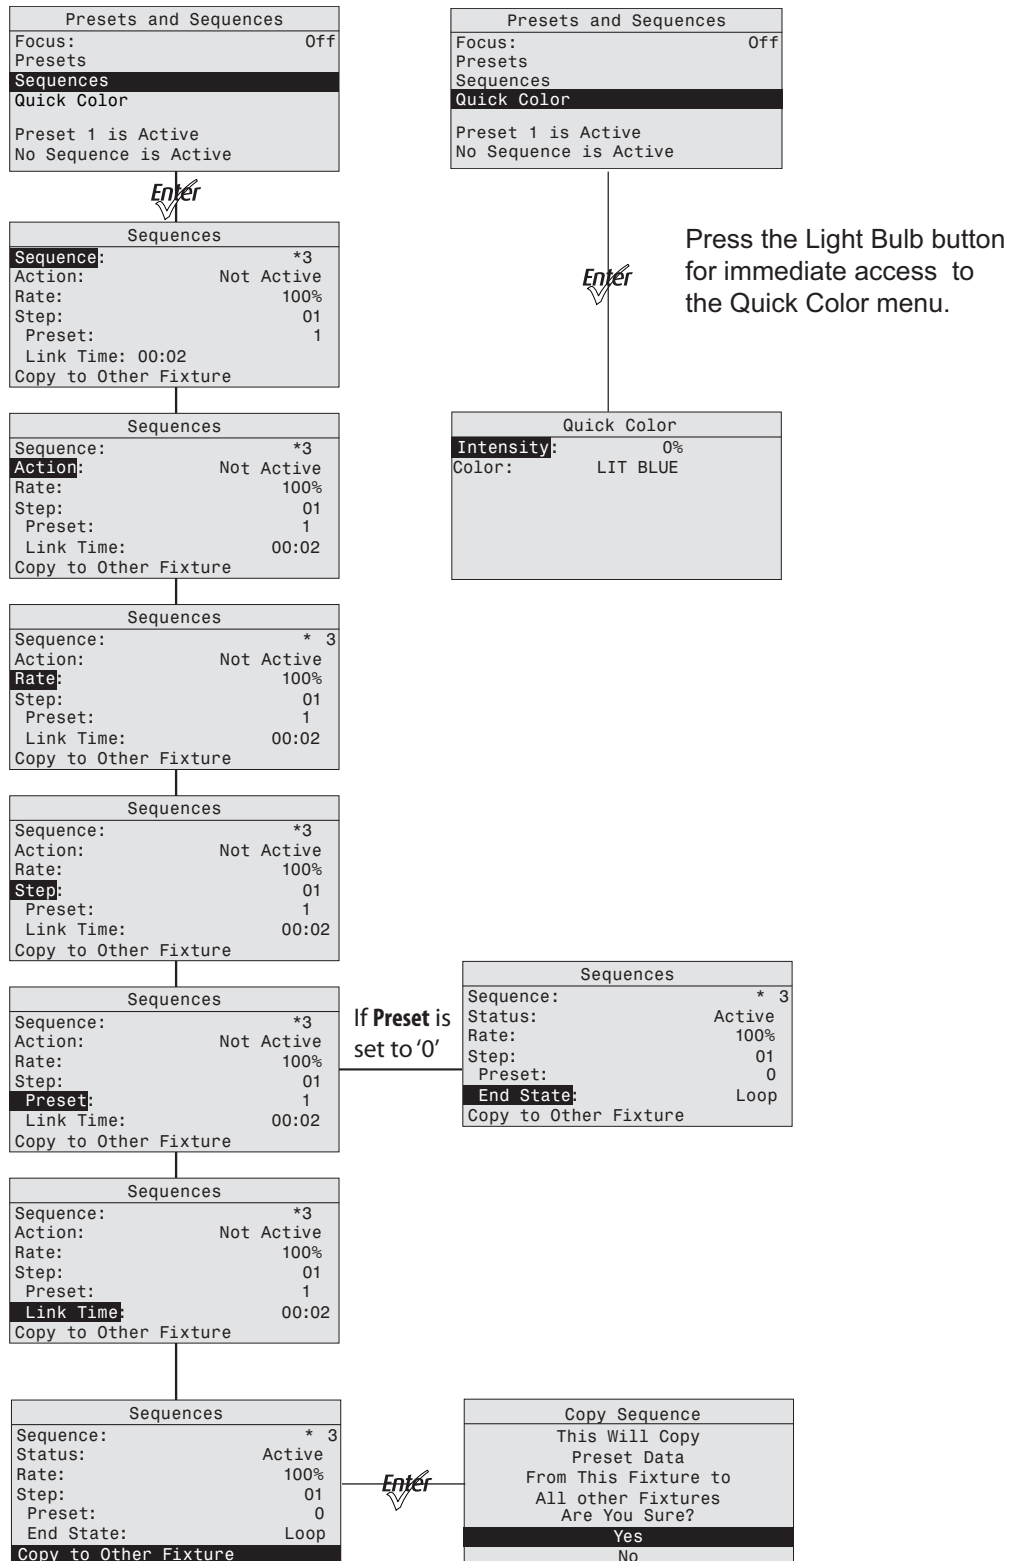 Presets and Sequences
Focus: Off
Presets
Sequences
Quick Color
Preset 1 is Active
No Sequence is Active
Enter
Sequences
Sequence: *3
Action: Not Active
Rate: 100%
Step: 01
Preset: 1
Link Time: 00:02
Copy to Other Fixture
Sequences
Sequence: *3
Action: Not Active
Rate: 100%
Step: 01
Preset: 1
Link Time: 00:02
Copy to Other Fixture
Sequences
Sequence: * 3
Action: Not Active
Rate: 100%
Step: 01
Preset: 1
Link Time: 00:02
Copy to Other Fixture
Sequences
Sequence: *3
Action: Not Active
Rate: 100%
Step: 01
Preset: 1
Link Time: 00:02
Copy to Other Fixture
Sequences
Sequence: *3
Action: Not Active
Rate: 100%
Step: 01
Preset: 1
Link Time: 00:02
Copy to Other Fixture
If Preset is
set to ‘0’
Sequences
Sequence: * 3
Status: Active
Rate: 100%
Step: 01
Preset: 0
End State: Loop
Copy to Other Fixture
Sequences
Sequence: *3
Action: Not Active
Rate: 100%
Step: 01
Preset: 1
Link Time: 00:02
Copy to Other Fixture
Sequences
Sequence: * 3
Status: Active
Rate: 100%
Step: 01
Preset: 0
End State: Loop
Copy to Other Fixture
Enter
Copy Sequence
This Will Copy
Preset Data
From This Fixture to
All other Fixtures
Are You Sure?
Yes
No
Presets and Sequences
Focus: Off
Presets
Sequences
Quick Color
Preset 1 is Active
No Sequence is Active
Enter
Press the Light Bulb button
for immediate access to
the Quick Color menu.
Quick Color
Intensity: 0%
Color: LIT BLUE